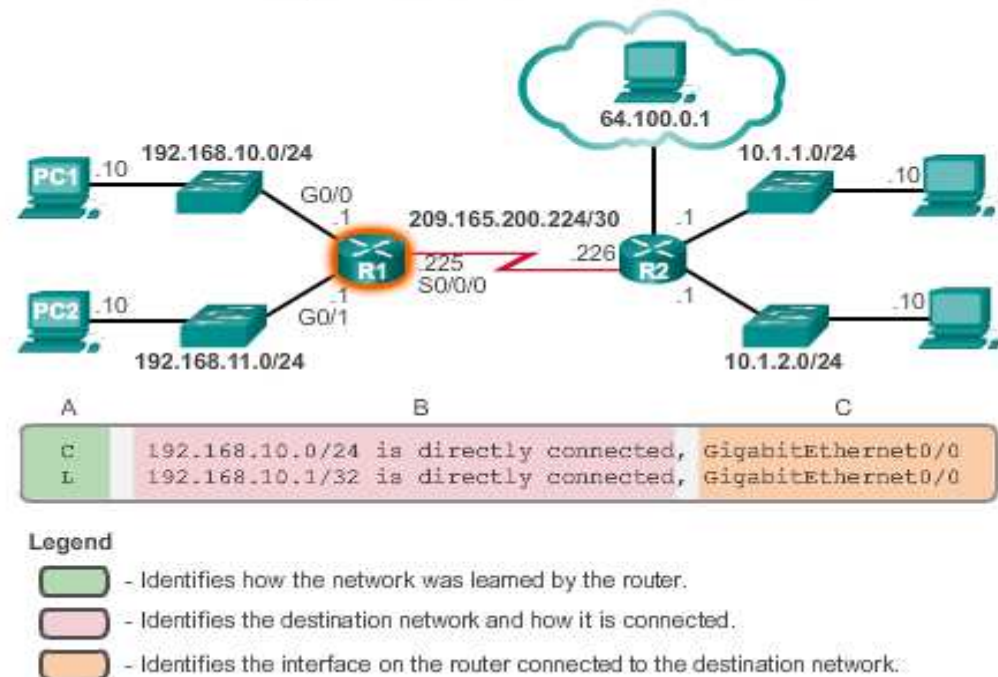 64.100.0.1
192.168.10.0/24
10.1.1.0/24
PC1
.10
G0/0
.1
209.165.200.224/30
.1
.10
R1
.225
S0/0/0
.226
R2
PC2
.10
.1
G0/1
.1
.10
192.168.11.0/24
10.1.2.0/24
A B C
C 192.168.10.0/24 is directly connected, GigabitEthernet0/0
L 192.168.10.1/32 is directly connected, GigabitEthernet0/0
Legend
- Identifies how the network was learned by the router.
- Identifies the destination network and how it is connected.
- Identifies the interface on the router connected to the destination network.